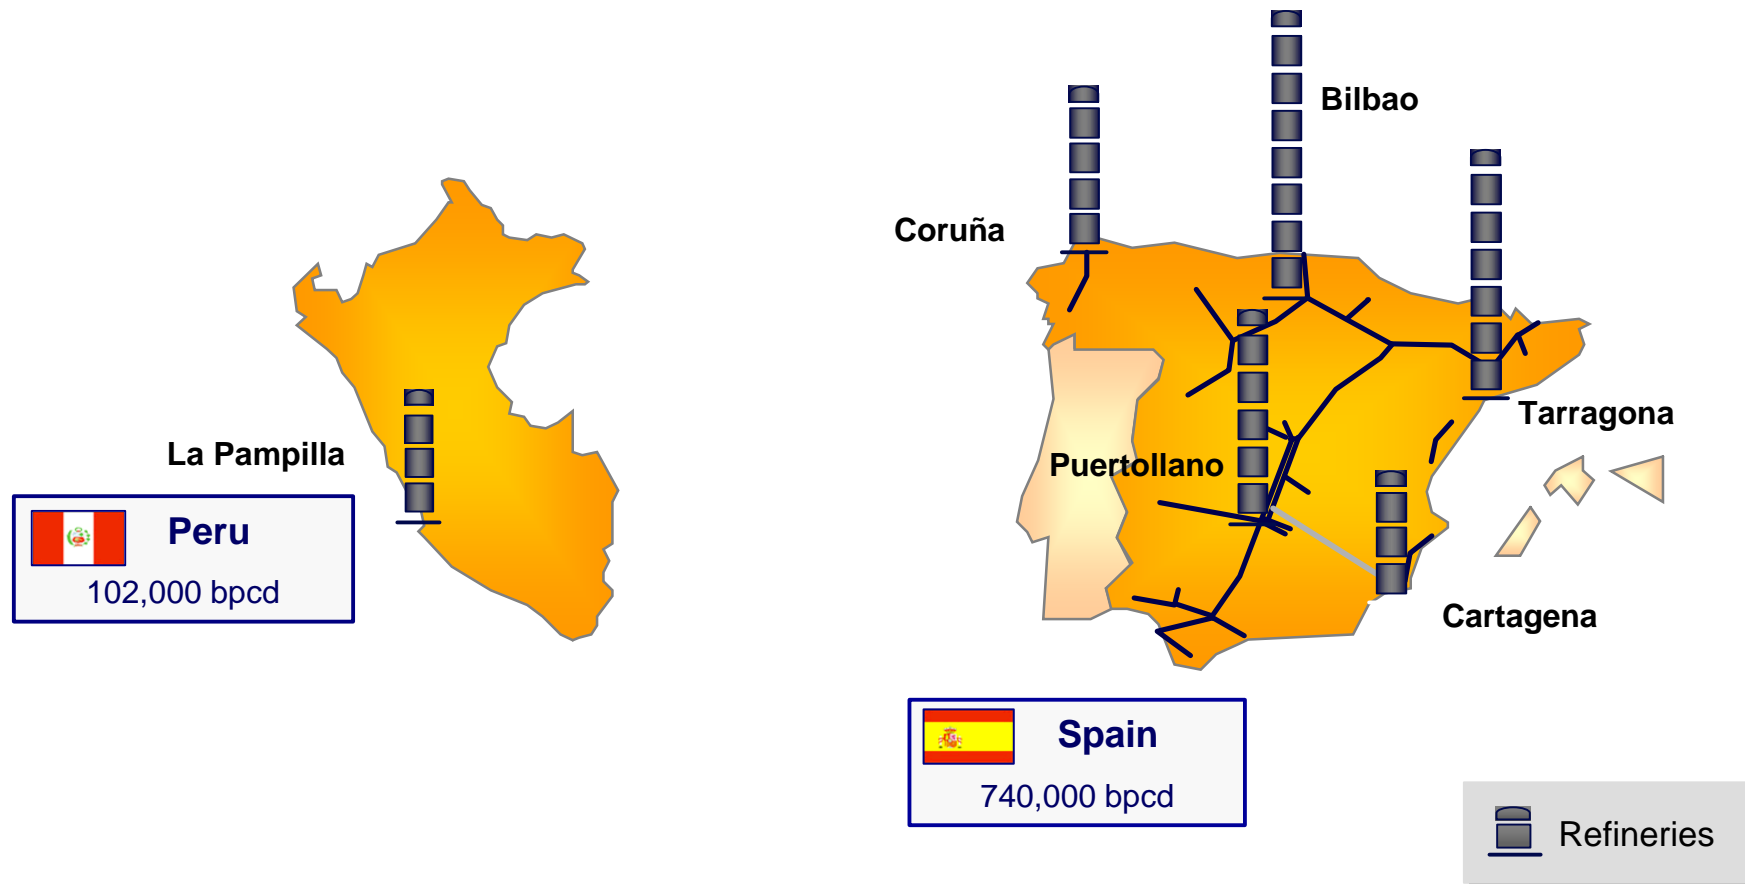 Bilbao
Coruña
Tarragona
La Pampilla
Puertollano
Peru
102,000 bpcd
Cartagena
Spain
740,000 bpcd
Refineries